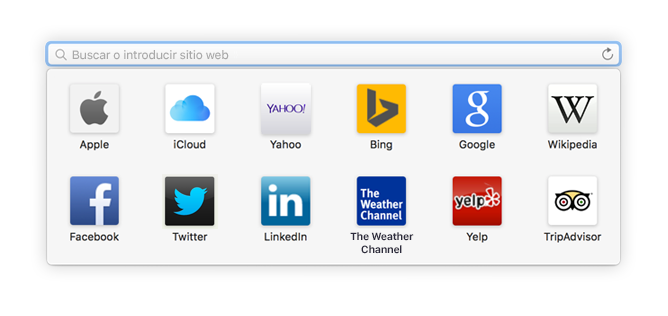 Buscar o introducir sitio web
YAHOO!
g
W
Apple
iCloud
Yahoo
Bing
Google
Wikipedia
f
in
The
Weather
Channel
yelp
Facebook
Twitter
LinkedIn
The Weather
Channel
Yelp
TripAdvisor